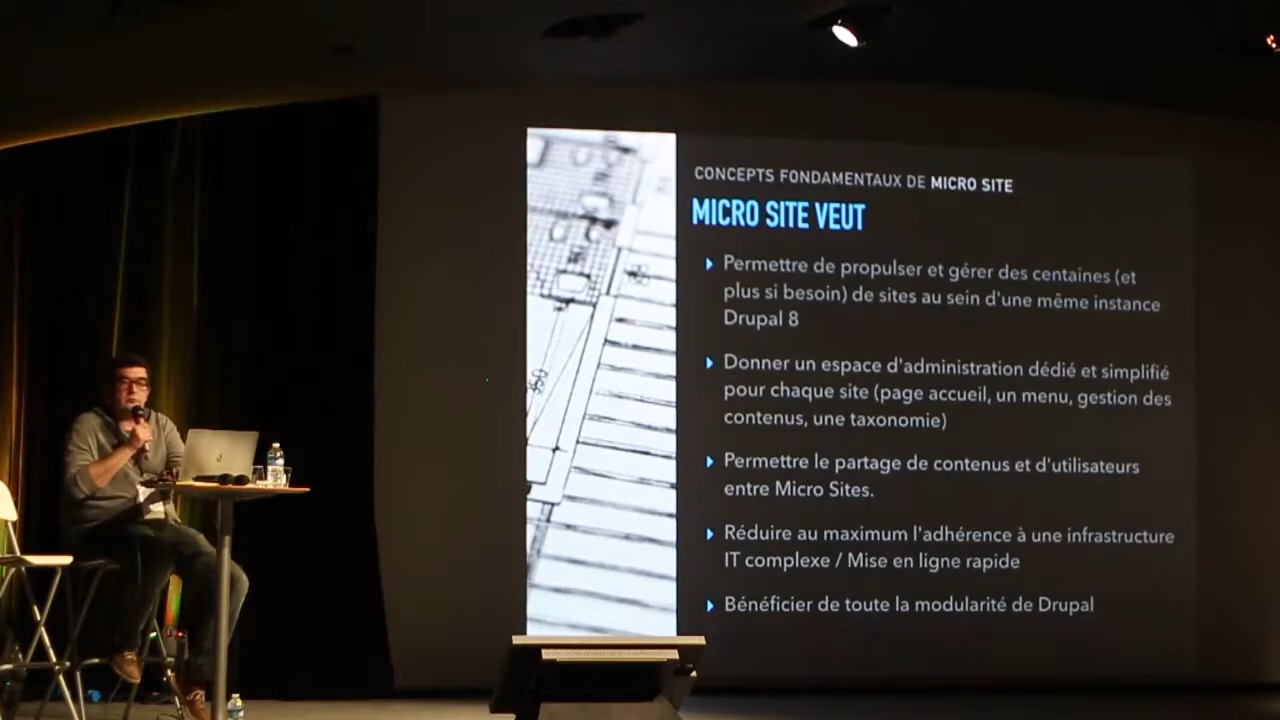 CONCEPTS FONDAMENTAUX DE MICRO SITE
MICRO SITE VEUT
Permettre de propulser et gérer des centaines (et
plus si besoin) de sites au sein d'une même instance
Drupal 8
Donner un espace d'administration dédié et simplifié
pour chaque site (page accueil, un menu, gestion des
contenus, une taxonomie)
Permettre le partage de contenus et d'utilisateurs
entre Micro Sites.
Réduire au maximum l'adhérence à une infrastructure
IT complexe / Mise en ligne rapide
Bénéficier de toute la modularité de Drupal